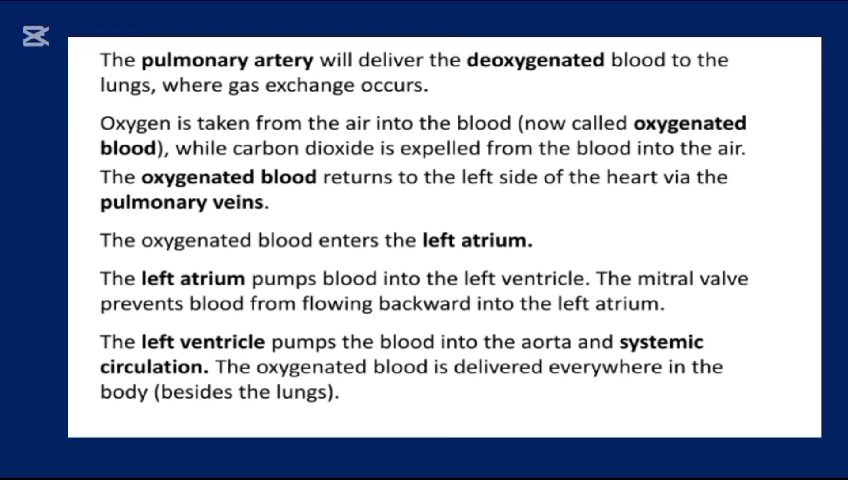 The pulmonary artery will deliver the deoxygenated blood to the
lungs, where gas exchange occurs.
Oxygen is taken from the air into the blood (now called oxygenated
blood), while carbon dioxide is expelled from the blood into the air.
The oxygenated blood returns to the left side of the heart via the
pulmonary veins.
The oxygenated blood enters the left atrium.
The left atrium pumps blood into the left ventricle. The mitral valve
prevents blood from flowing backward into the left atrium.
The left ventricle pumps the blood into the aorta and systemic
circulation. The oxygenated blood is delivered everywhere in the
body (besides the lungs).